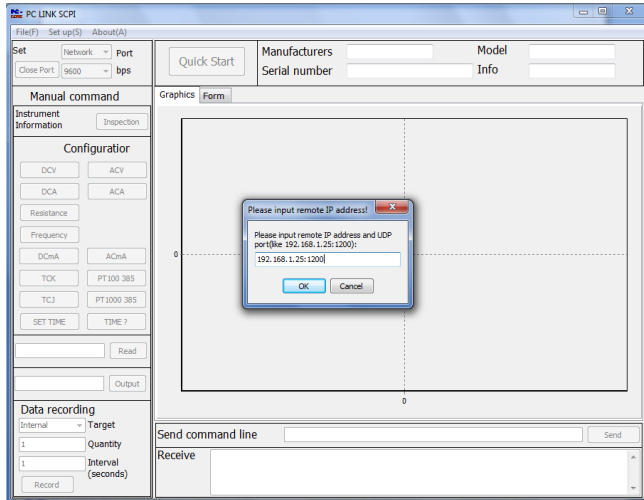 PC LINK SCPI
File(F) Set up(S) About(A)
Set Network Port
Close Port 9600 bps
Quick Start
Manufacturers Model
Serial number Info
Manual command
Instrument
Information
Inspection
Configuratior
DCV ACV
DCA ACA
Resistance
Frequency
DCmA ACmA
TCK PT100 385
TCJ PT1000 385
SET TIME TIME ?
Read
Output
Data recording
Internal Target
1 Quantity
1 Interval
(seconds)
Record
Graphics Form
0
0
Please input remote IP address!
Please input remote IP address and UDP
port(like 192.168.1.25:1200):
192.168.1.25:1200
OK Cancel
Send command line Send
Receive